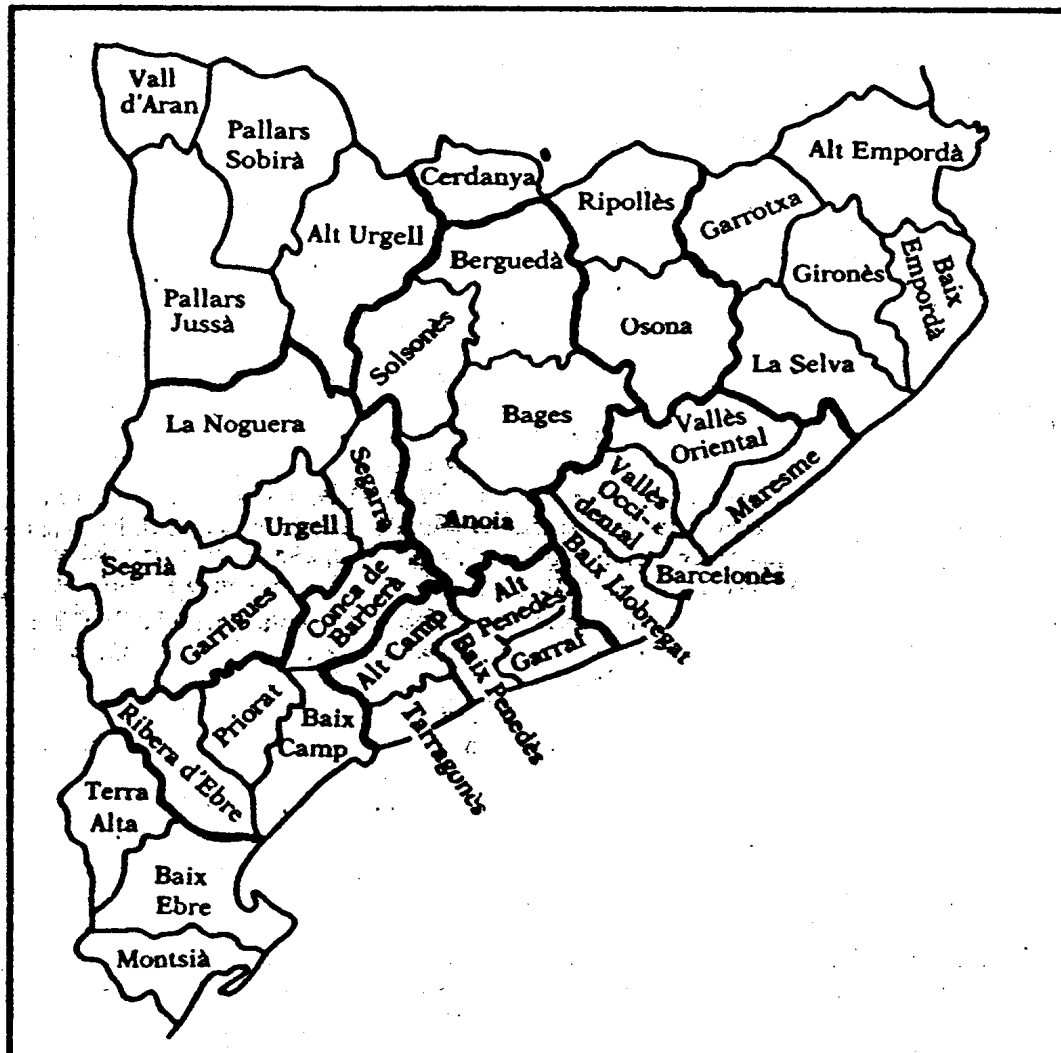 Vall
d'Aran
Pallars
Sobirà
Alt Urgell
Cerdanya
Ripollès
Garrotxa
Alt Empordà
Pallars
Jussà
Berguedà
Gironès
Baix
Empordà
Solsonès
Osona
La Selva
La Noguera
Bages
Vallès
Oriental
Segarra
Vallès
Occi-
dental
Maresme
Urgell
Anoia
Segrià
Barcelonès
Baix Llobregat
Garrigues
Conca de
Barberà
Alt
Penedès
Alt Camp
Baix Penedès
Garraf
Priorat
Baix
Camp
Tarragonès
Ribera d'Ebre
Terra
Alta
Baix
Ebre
Montsià